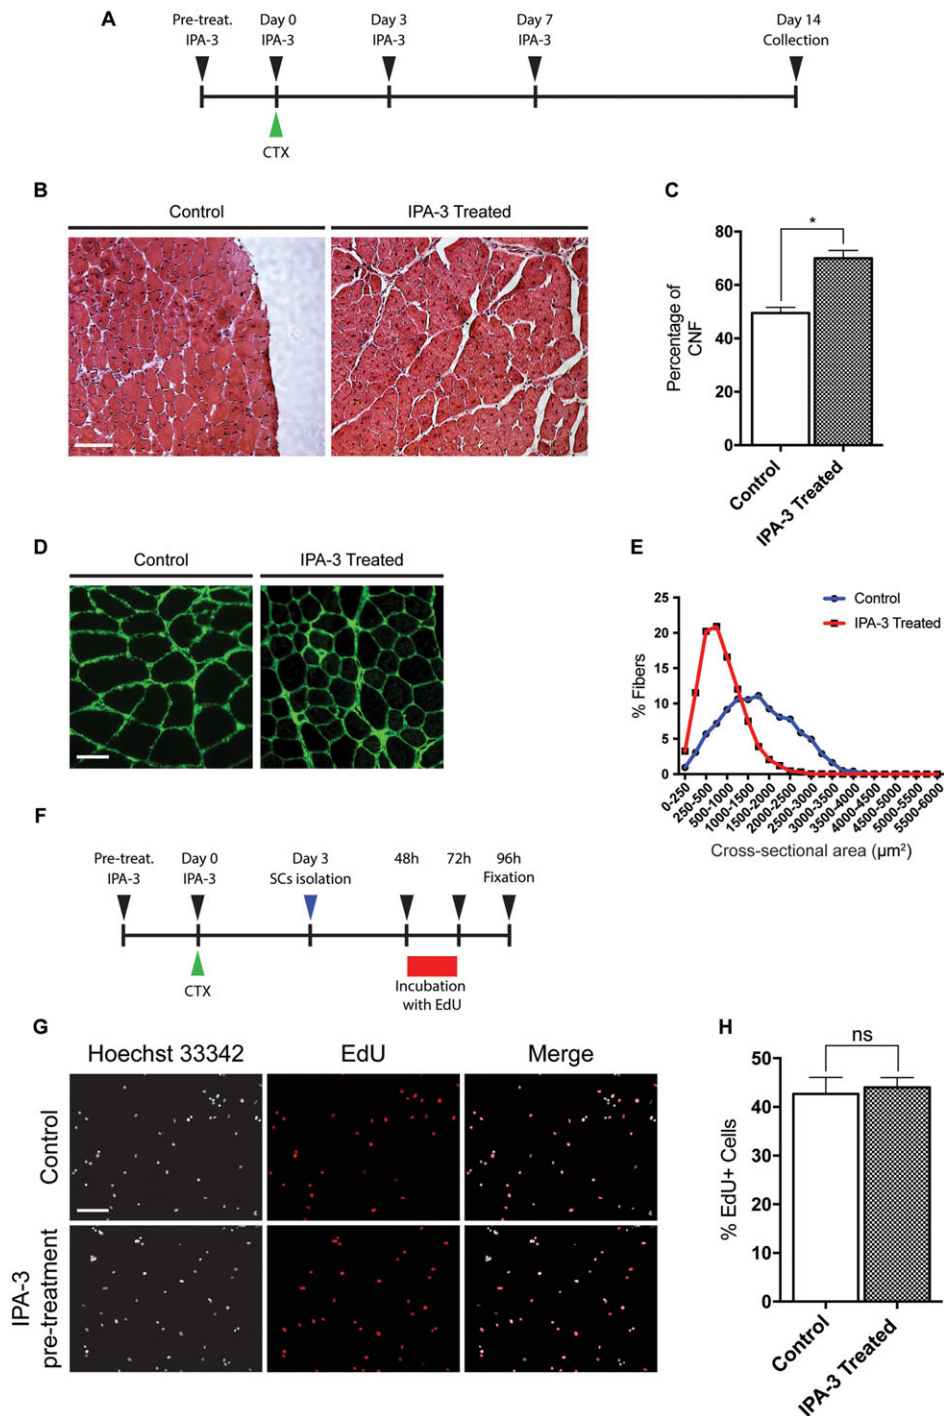 A
Pre-treat. Day 0 Day 3 Day 7 Day 14
IPA-3 IPA-3 IPA-3 IPA-3 Collection
CTX
B
Control IPA-3 Treated
C
80
60
40
20
0
Percentage of
CNF
*
Control
IPA-3 Treated
D
Control IPA-3 Treated
E
25
20
15
10
5
0
% Fibers
Control
IPA-3 Treated
0-250
250-500
500-1000
1000-1500
1500-2000
2000-2500
2500-3000
3000-3500
3500-4000
4000-4500
4500-5000
5000-5500
5500-6000
Cross-sectional area (µm²)
F
Pre-treat. Day 0 Day 3 48h 72h 96h
IPA-3 IPA-3 SCs isolation Fixation
CTX
Incubation
with EdU
G
Hoechst 33342 EdU Merge
Control
IPA-3
pre-treatment
H
50
40
30
20
10
0
% EdU+ Cells
ns
Control
IPA-3 Treated